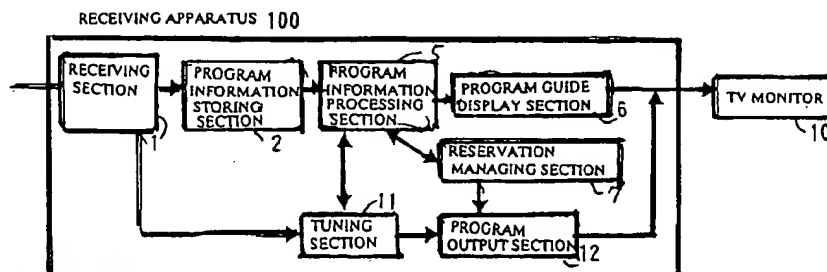 RECEIVING APPARATUS 100
RECEIVING
SECTION
1
PROGRAM
INFORMATION
STORING
SECTION
2
5
PROGRAM
INFORMATION
PROCESSING
SECTION
PROGRAM GUIDE
DISPLAY SECTION
6
TV MONITOR
10
RESERVATION
MANAGING SECTION
7
11
TUNING
SECTION
PROGRAM
OUTPUT SECTION
12